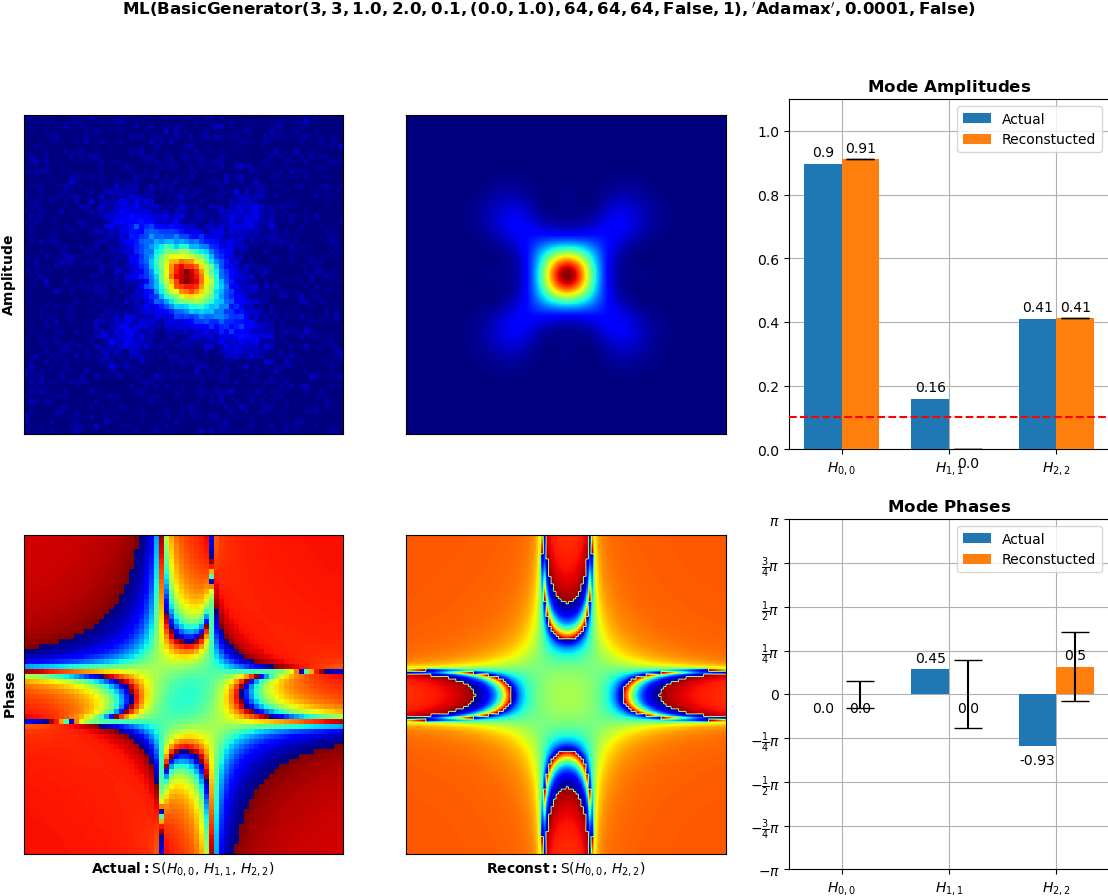 ML(BasicGenerator(3, 3, 1.0, 2.0, 0.1, (0.0, 1.0), 64, 64, 64, False, 1), ′Adamax′, 0.0001, False)
Amplitude
Mode Amplitudes
Actual
Reconstucted
1.0
0.8
0.6
0.4
0.2
0.0
0.9
0.91
0.16
0.0
0.41
0.41
H0,0
H1,1
H2,2
Phase
Actual: S(H0,0, H1,1, H2,2)
Reconst: S(H0,0, H2,2)
Mode Phases
Actual
Reconstucted
π
3/4π
1/2π
1/4π
0
−1/4π
−1/2π
−3/4π
−π
0.0
0.0
0.45
0.0
-0.93
0.5
H0,0
H1,1
H2,2